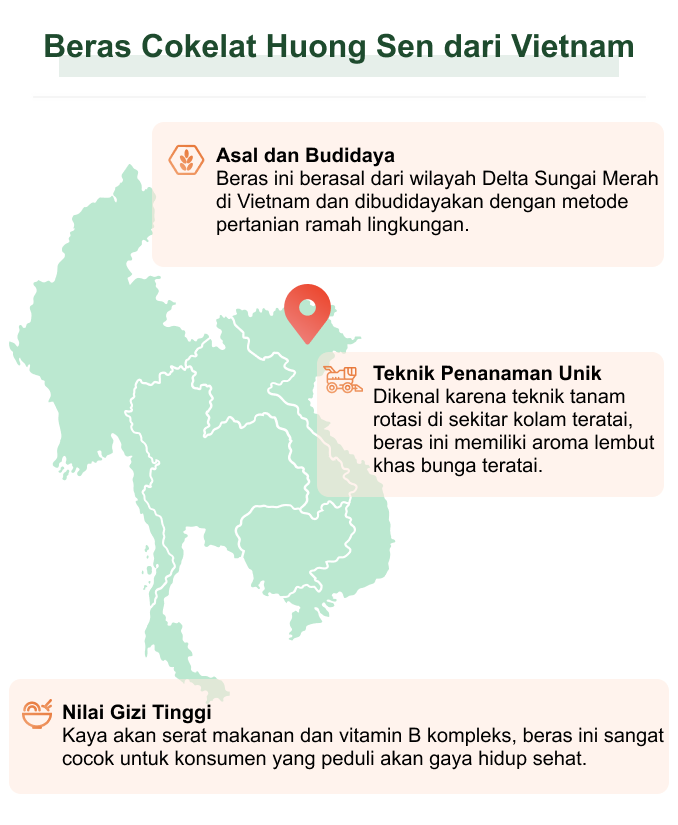 Beras Cokelat Huong Sen dari Vietnam
Asal dan Budidaya
Beras ini berasal dari wilayah Delta Sungai Merah
di Vietnam dan dibudidayakan dengan metode
pertanian ramah lingkungan.
Teknik Penanaman Unik
Dikenal karena teknik tanam
rotasi di sekitar kolam teratai,
beras ini memiliki aroma lembut
khas bunga teratai.
Nilai Gizi Tinggi
Kaya akan serat makanan dan vitamin B kompleks, beras ini sangat
cocok untuk konsumen yang peduli akan gaya hidup sehat.